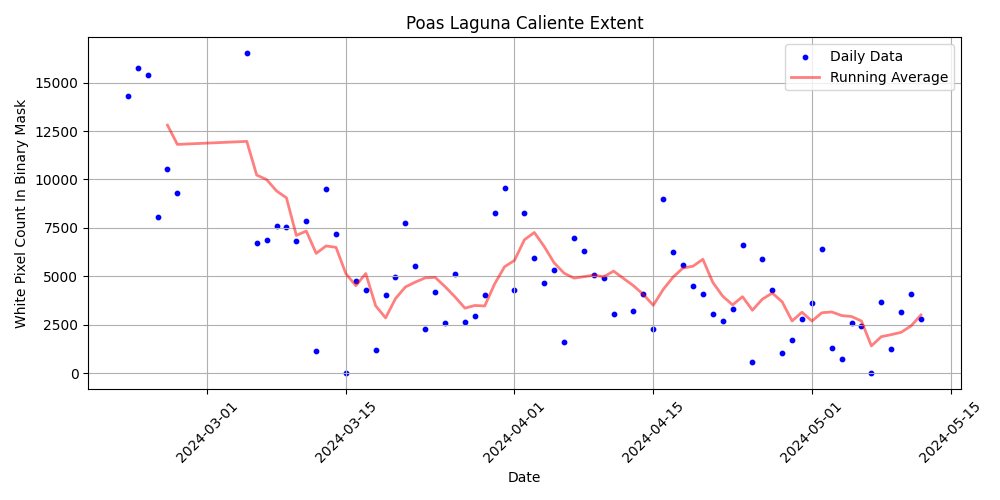 Poas Laguna Caliente Extent
Daily Data
Running Average
White Pixel Count In Binary Mask
15000
12500
10000
7500
5000
2500
0
2024-03-01
2024-03-15
2024-04-01
2024-04-15
2024-05-01
2024-05-15
Date